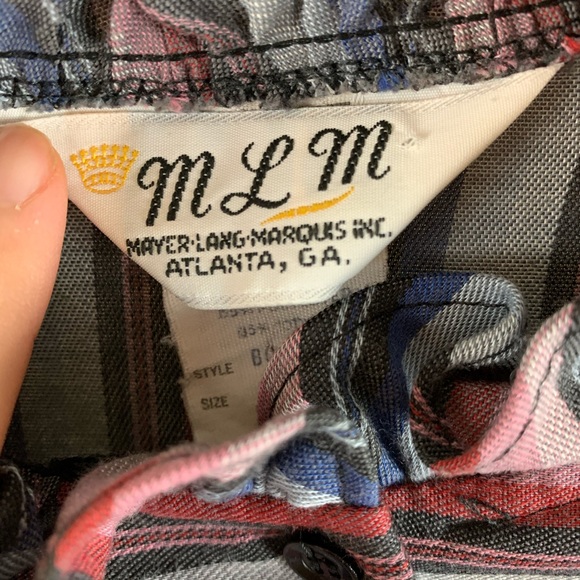 MLM
MAYER·LANG·MARQUIS INC.
ATLANTA, GA.
STYLE
SIZE